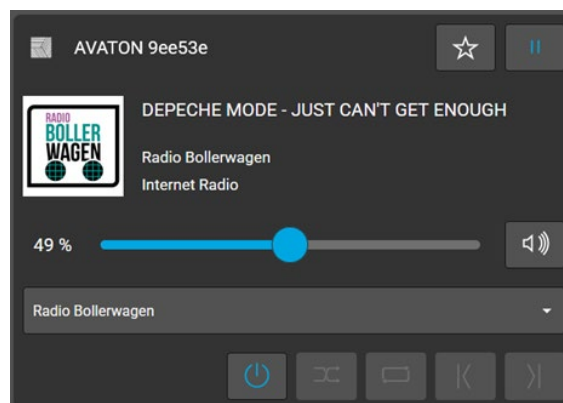 AVATON 9ee53e
RADIO
BOLLER
WAGEN
DEPECHE MODE - JUST CAN'T GET ENOUGH
Radio Bollerwagen
Internet Radio
49 %
Radio Bollerwagen